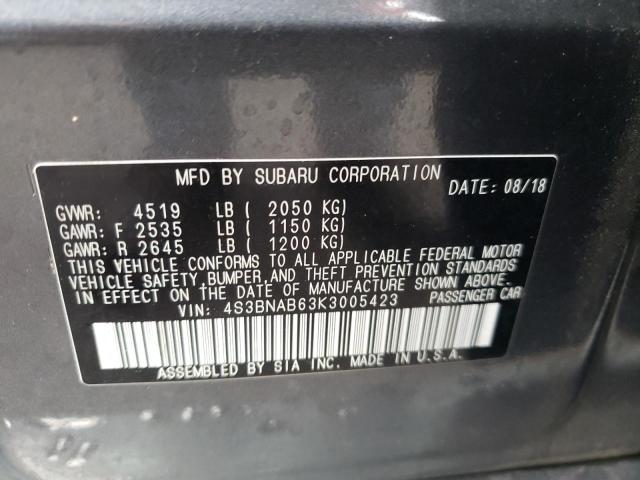 MFD BY SUBARU CORPORATION
DATE: 08/18
GVWR: 4519 LB ( 2050 KG)
GAWR: F 2535 LB ( 1150 KG)
GAWR: R 2645 LB ( 1200 KG)
THIS VEHICLE CONFORMS TO ALL APPLICABLE FEDERAL MOTOR
VEHICLE SAFETY,BUMPER,AND THEFT PREVENTION STANDARDS
IN EFFECT ON THE DATE OF MANUFACTURE SHOWN ABOVE.
VIN: 4S3BNAB63K3005423 PASSENGER CAR
ASSEMBLED BY SIA INC. MADE IN U.S.A.